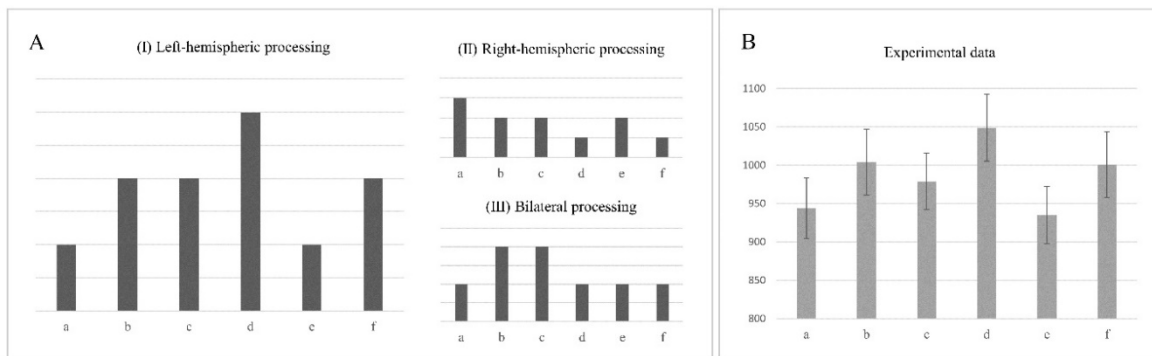 A
(I) Left-hemispheric processing
a b c d e f
(II) Right-hemispheric processing
a b c d e f
(III) Bilateral processing
a b c d e f
B
Experimental data
1100
1050
1000
950
900
850
800
a b c d e f